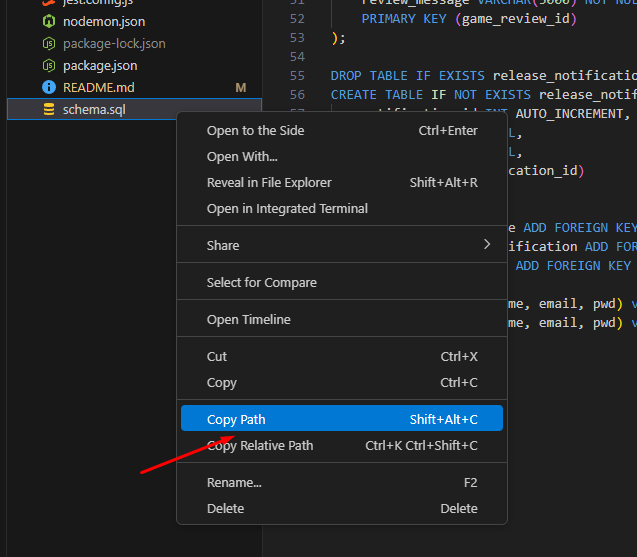 jest.config.js
nodemon.json
package-lock.json
package.json
README.md M
schema.sql
51 review_message VARCHAR(5000) NOT NUL
52 PRIMARY KEY (game_review_id)
53 );
54
55 DROP TABLE IF EXISTS release_notificatio
56 CREATE TABLE IF NOT EXISTS release_notif
57 notification_id INT AUTO_INCREMENT,
L,
L,
cation_id)
e ADD FOREIGN KEY
ification ADD FOR
ADD FOREIGN KEY
me, email, pwd) v
me, email, pwd) v
Open to the Side Ctrl+Enter
Open With...
Reveal in File Explorer Shift+Alt+R
Open in Integrated Terminal
Share
Select for Compare
Open Timeline
Cut Ctrl+X
Copy Ctrl+C
Copy Path Shift+Alt+C
Copy Relative Path Ctrl+K Ctrl+Shift+C
Rename... F2
Delete Delete